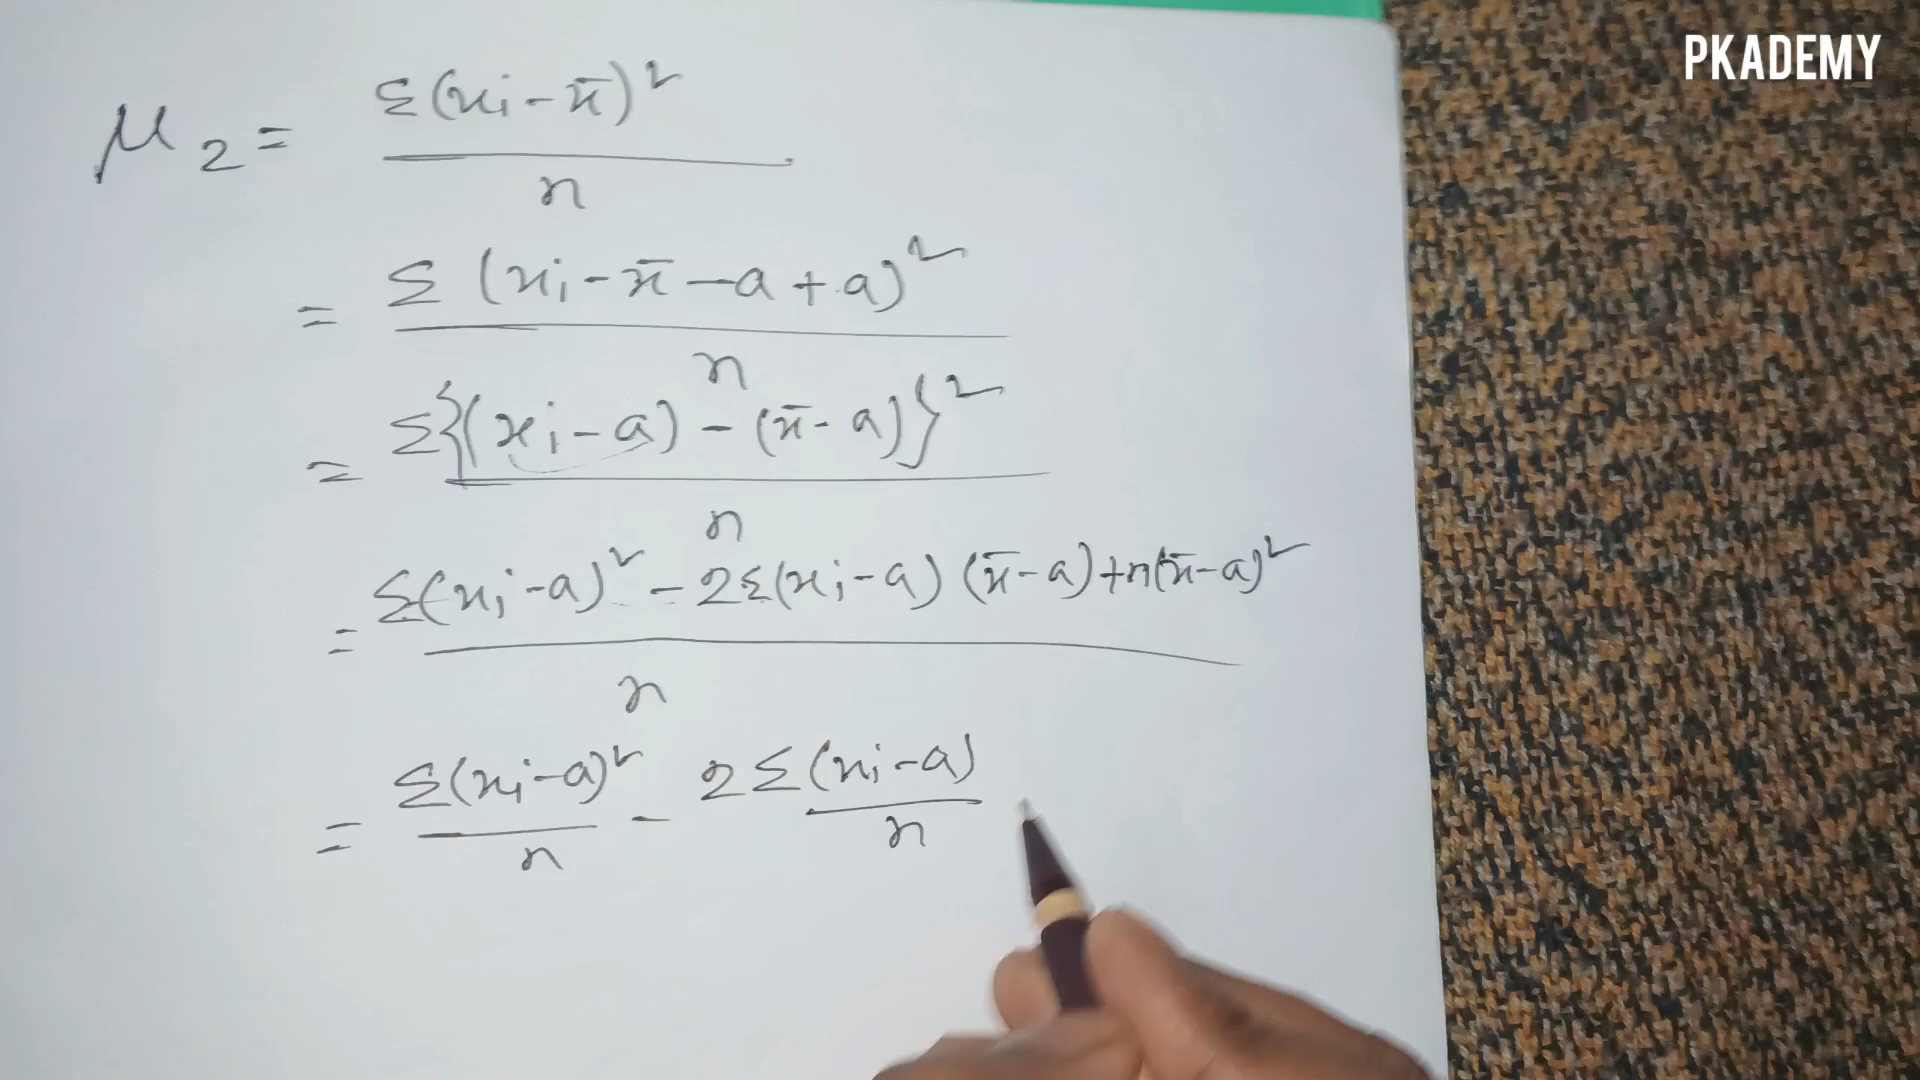 PKADEMY
μ₂ = Σ(xᵢ - x̄)² / n
= Σ (xᵢ - x̄ - a + a)² / n
= Σ{(xᵢ - a) - (x̄ - a)}² / n
= Σ(xᵢ - a)² - 2Σ(xᵢ - a) (x̄ - a) + n(x̄ - a)² / n
= Σ(xᵢ - a)² / n - 2 Σ (xᵢ - a) / n